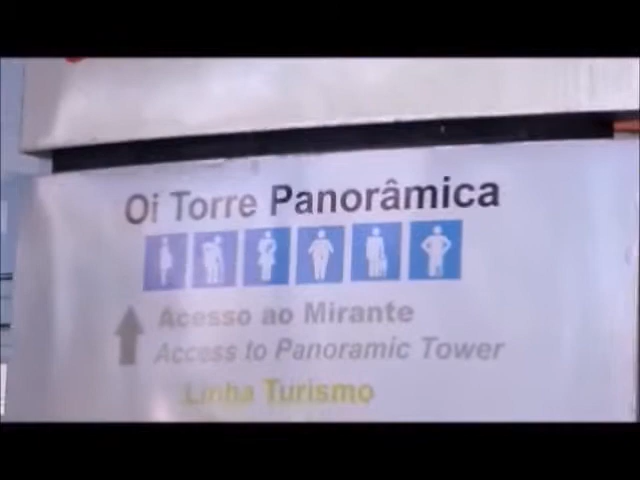 Oi Torre Panorâmica
Acesso ao Mirante
Access to Panoramic Tower
Linha Turismo